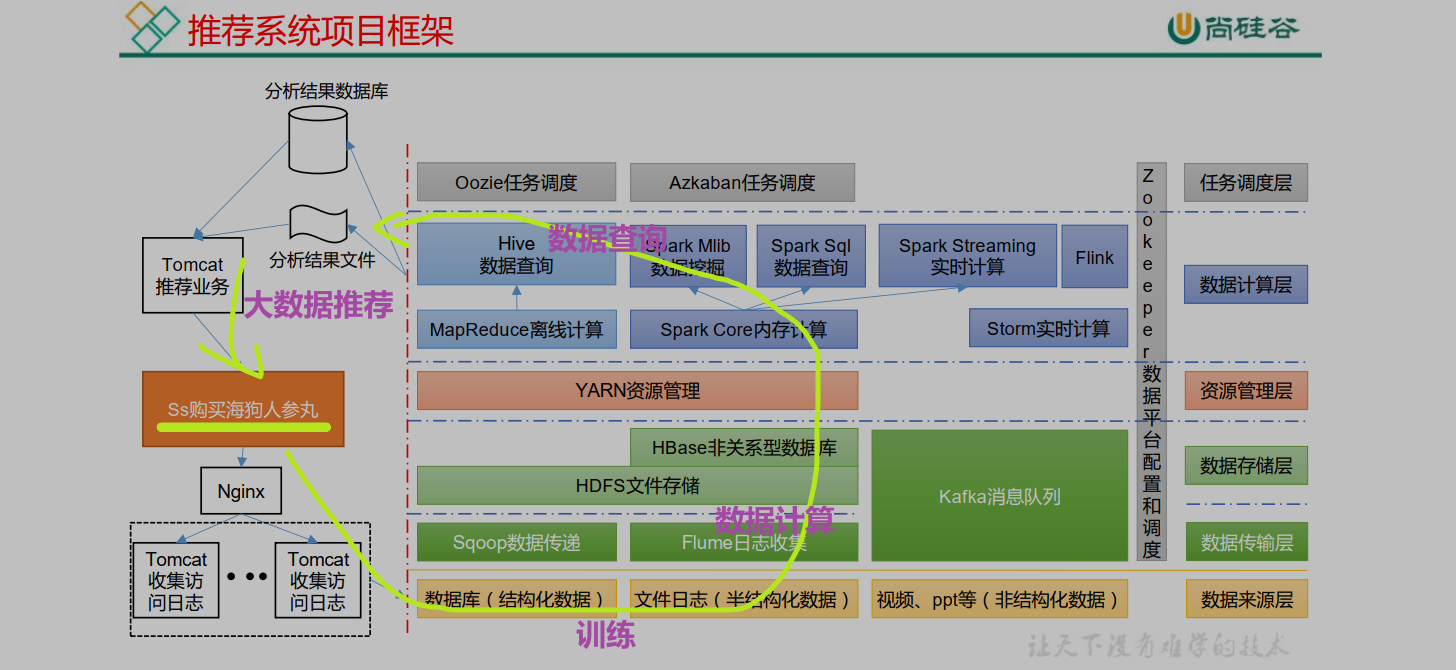 推荐系统项目框架
尚硅谷
分析结果数据库
分析结果文件
Tomcat
推荐业务
大数据推荐
Ss购买海狗人参丸
Nginx
Tomcat
收集访
问日志
Tomcat
收集访
问日志
Oozie任务调度
Azkaban任务调度
任务调度层
Hive
数据查询
数据查询
Spark Mlib
数据挖掘
Spark Sql
数据查询
Spark Streaming
实时计算
Flink
数据计算层
MapReduce离线计算
Spark Core内存计算
Storm实时计算
YARN资源管理
资源管理层
HBase非关系型数据库
HDFS文件存储
Kafka消息队列
数据存储层
数据计算
Sqoop数据传递
Flume日志收集
数据传输层
数据库（结构化数据）
文件日志（半结构化数据）
视频、ppt等（非结构化数据）
数据来源层
训练
Zookeeper数据平台配置和调度
让天下没有难学的技术